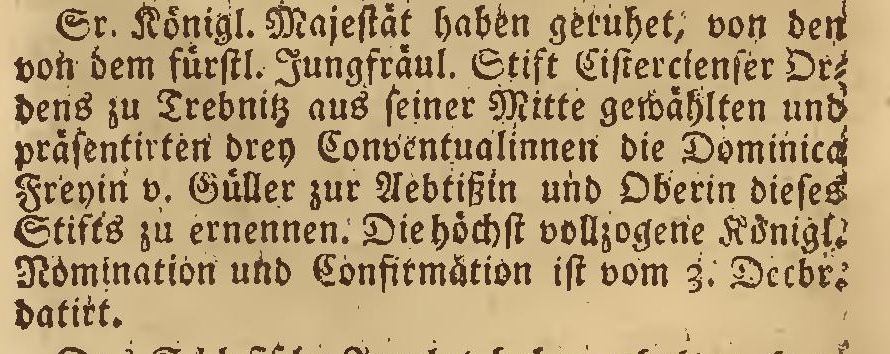 Sr. Königl. Majestät haben geruhet, von den
von dem fürstl. Jungfräul. Stift Cistercienser Or-
dens zu Trebnitz aus seiner Mitte gewählten und
präsentirten drey Conventualinnen die Dominica
Freyin v. Güller zur Aebtißin und Oberin dieses
Stifts zu ernennen. Die höchst vollzogene Königl.
Nomination und Confirmation ist vom 3. Decbr.
datirt.